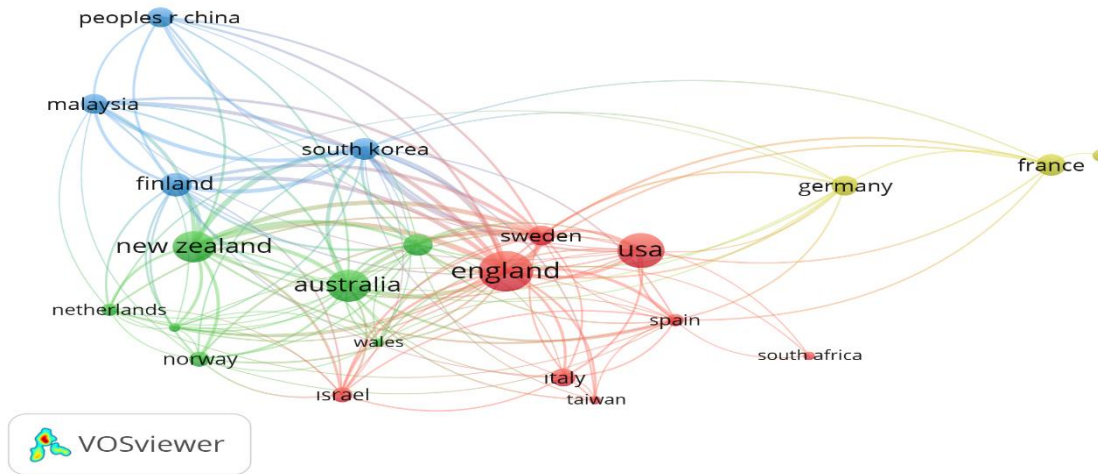 peoples r china
malaysia
south korea
france
finland
germany
new zealand
sweden
usa
england
australia
netherlands
spain
wales
norway
south africa
italy
israel
taiwan
VOSviewer